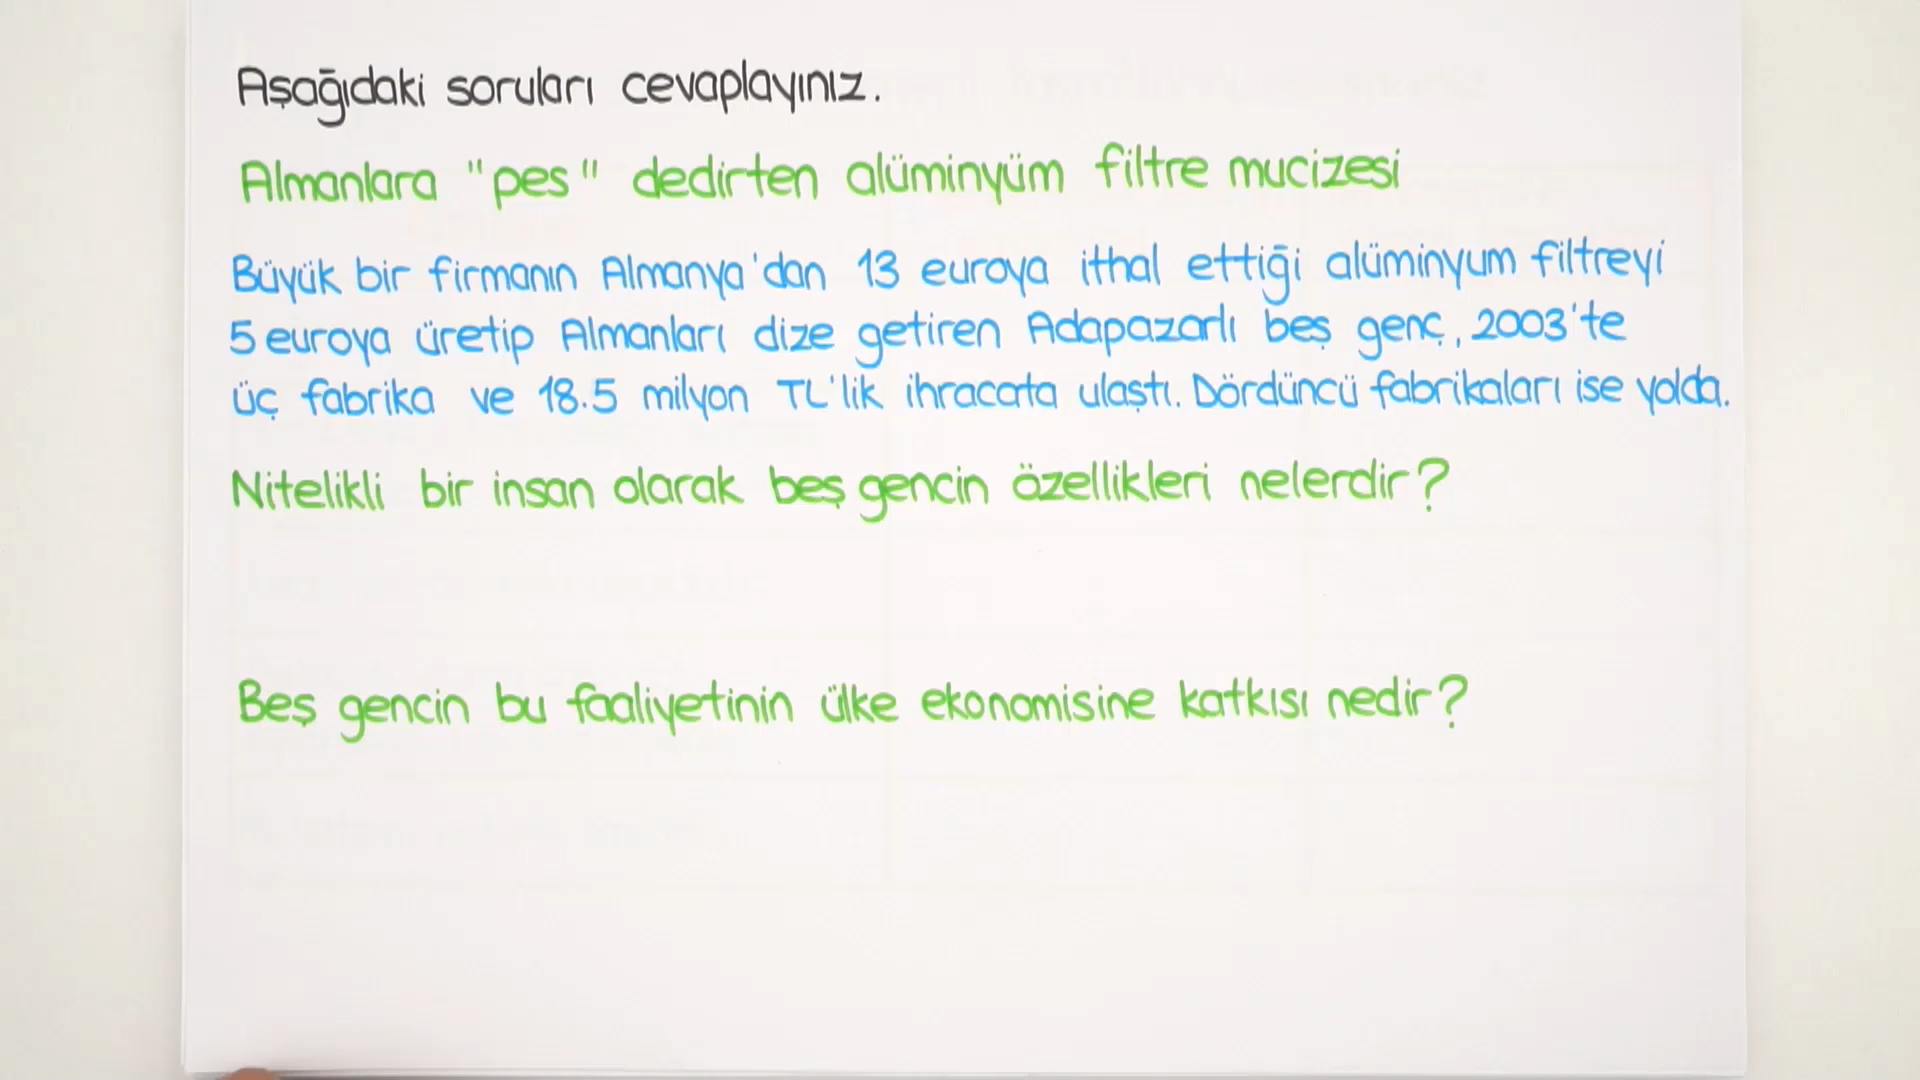 Aşağıdaki soruları cevaplayınız.
Almanlara "pes" dedirten alüminyüm filtre mucizesi
Büyük bir firmanın Almanya'dan 13 euroya ithal ettiği alüminyum filtreyi
5 euroya üretip Almanları dize getiren Adapazarlı beş genç, 2003'te
üç fabrika ve 18.5 milyon TL'lik ihracata ulaştı. Dördüncü fabrikaları ise yolda.
Nitelikli bir insan olarak beş gencin özellikleri nelerdir?
Beş gencin bu faaliyetinin ülke ekonomisine katkısı nedir?